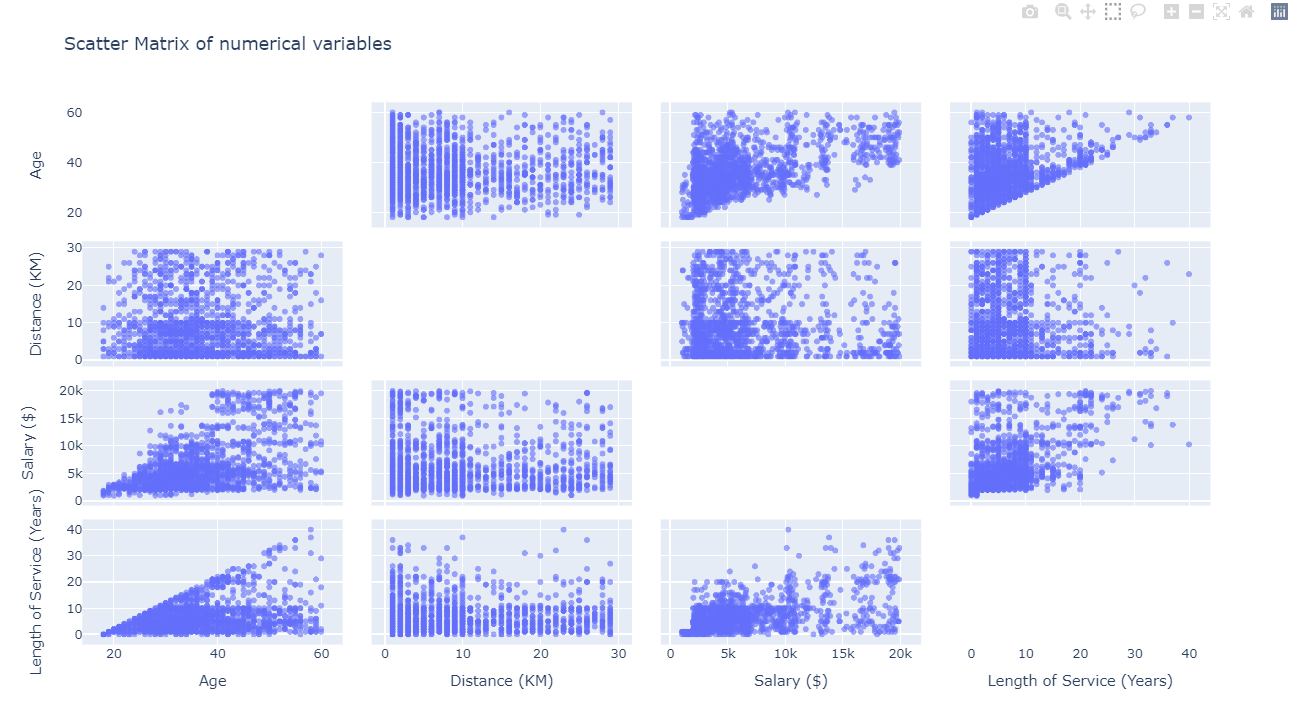 Scatter Matrix of numerical variables
Age
60
40
20
Distance (KM)
30
20
10
0
Salary ($)
20k
15k
10k
5k
0
Length of Service (Years)
40
30
20
10
0
20 40 60 0 10 20 30 0 5k 10k 15k 20k 0 10 20 30 40
Age Distance (KM) Salary ($) Length of Service (Years)